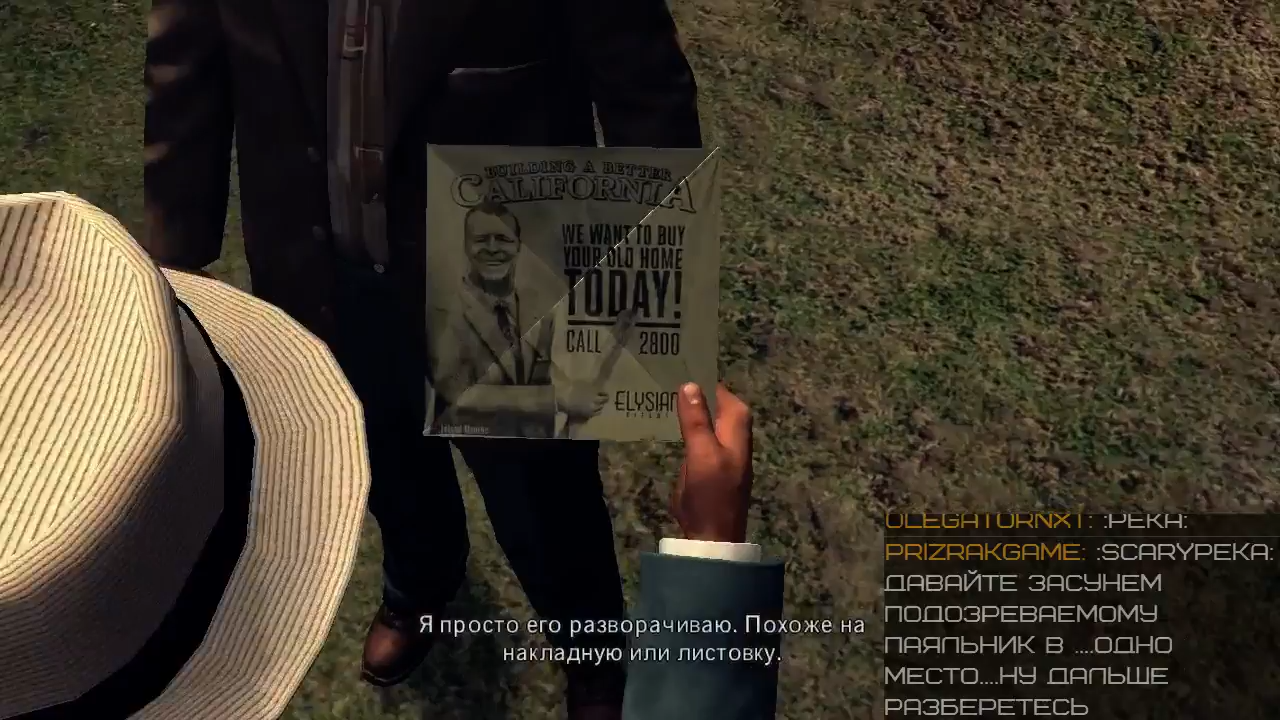 BUILDING A BETTER
CALIFORNIA
WE WANT TO BUY
YOUR OLD HOME
TODAY!
CALL 2800
ELYSIAN
Я просто его разворачиваю. Похоже на
накладную или листовку.
OLEGATORNXT: :PEKA:
PRIZRAKGAME: :SCARYPEKA:
ДАВАЙТЕ ЗАСУНЕМ
ПОДОЗРЕВАЕМОМУ
ПАЯЛЬНИК В ....ОДНО
МЕСТО....НУ ДАЛЬШЕ
РАЗБЕРЕТЕСЬ